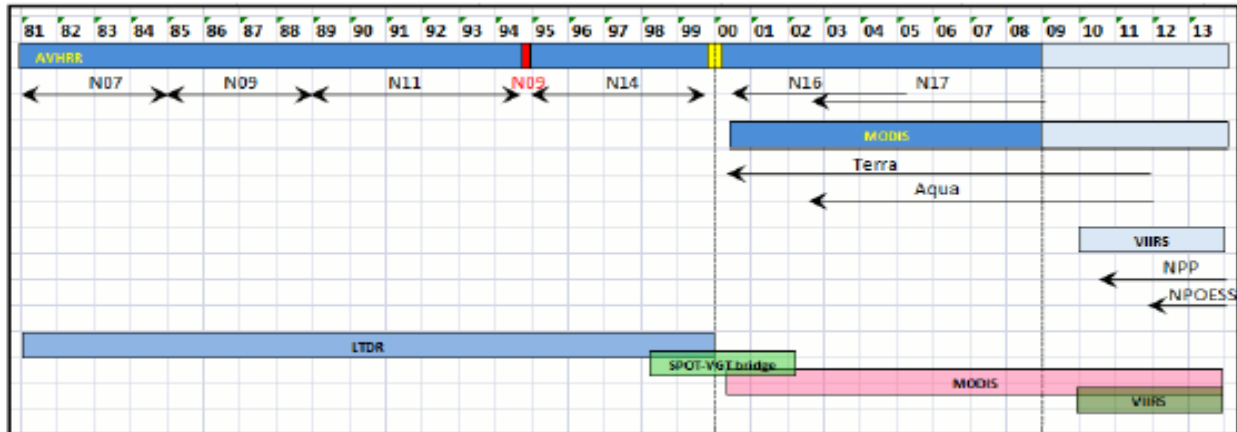 81 82 83 84 85 86 87 88 89 90 91 92 93 94 95 96 97 98 99 00 01 02 03 04 05 06 07 08 09 10 11 12 13
AVHRR
N07 N09 N11 N09 N14 N16 N17
MODIS
Terra
Aqua
VIIRS
NPP
NPOESS
LTDR
SPOT-VGT bridge
MODIS
VIIRS